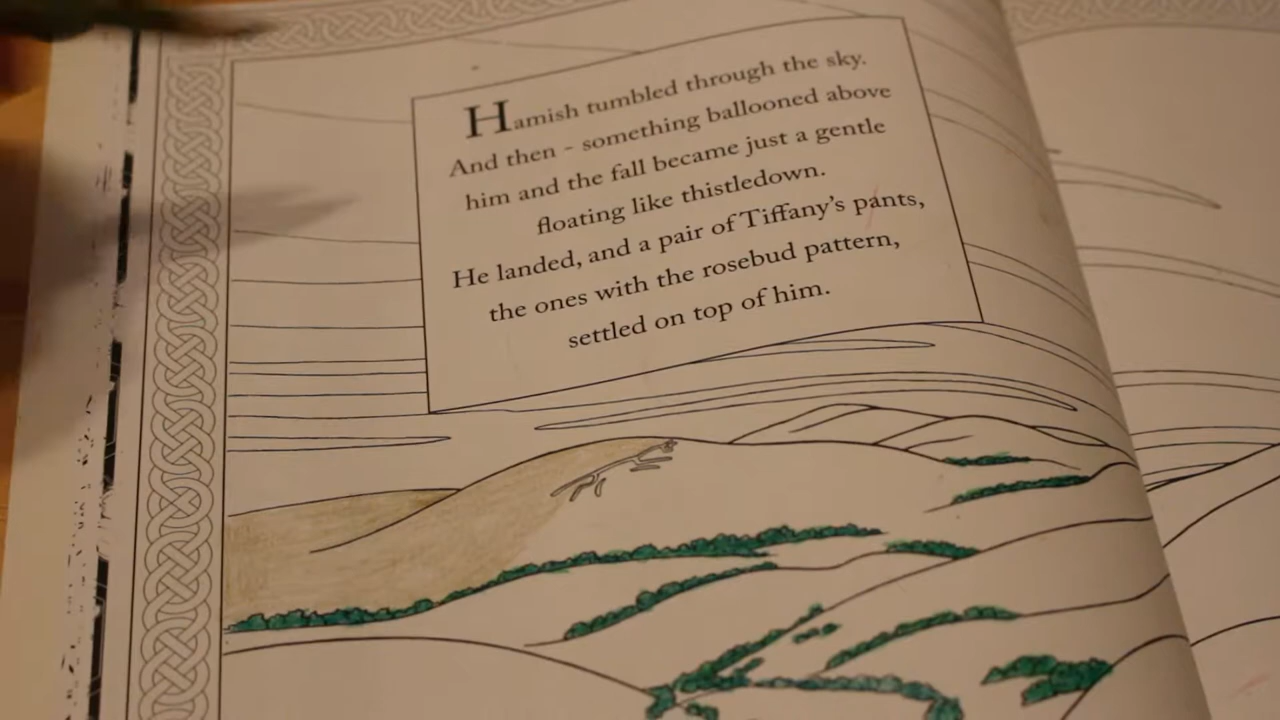 Hamish tumbled through the sky.
And then - something ballooned above
him and the fall became just a gentle
floating like thistledown.
He landed, and a pair of Tiffany's pants,
the ones with the rosebud pattern,
settled on top of him.